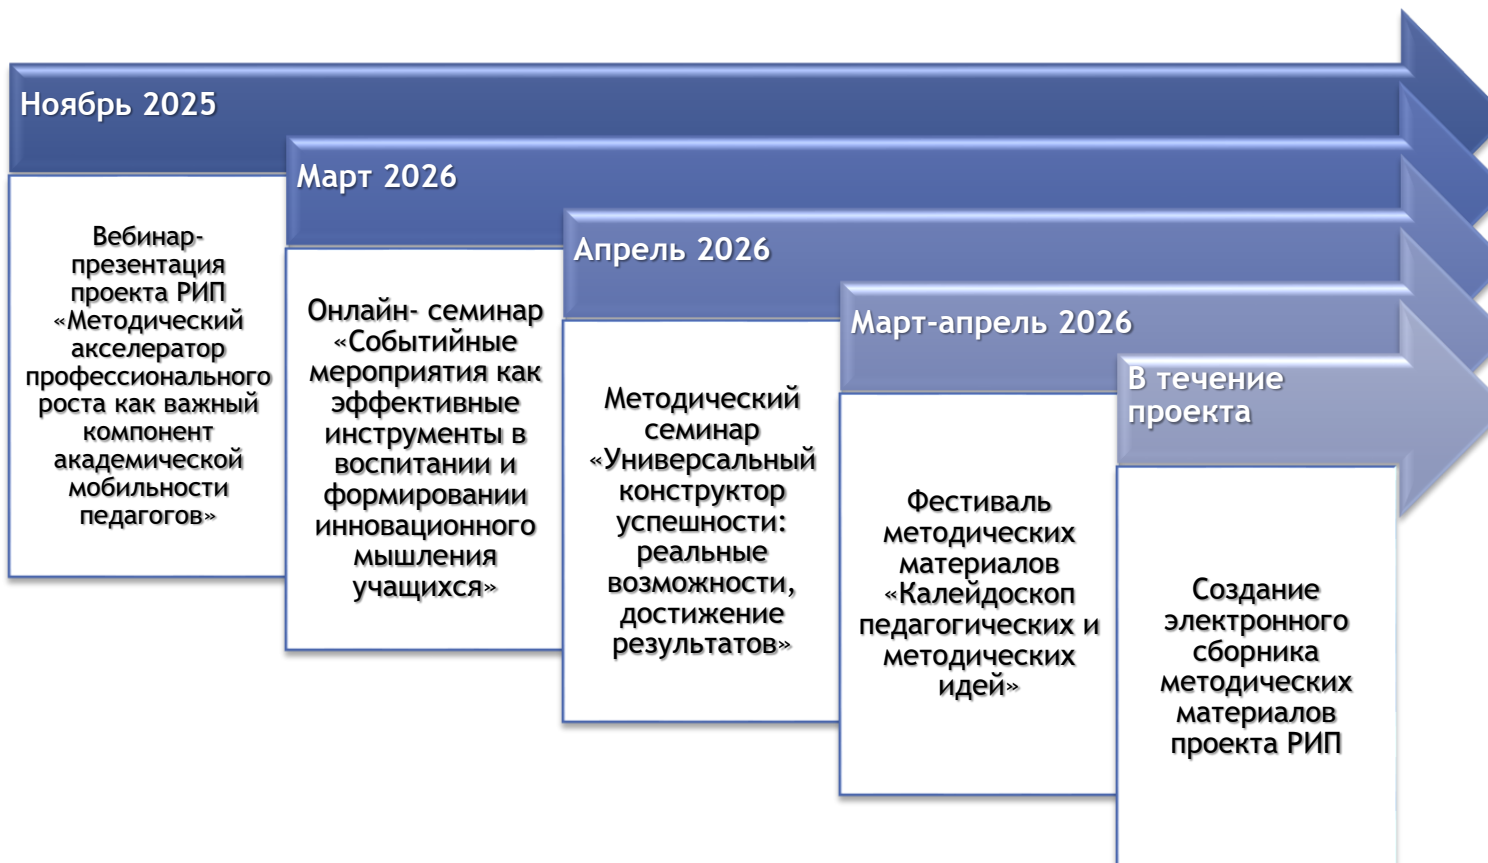 Ноябрь 2025
Вебинар-
презентация
проекта РИП
«Методический
акселератор
профессионального
роста как важный
компонент
академической
мобильности
педагогов»
Март 2026
Онлайн- семинар
«Событийные
мероприятия как
эффективные
инструменты в
воспитании и
формировании
инновационного
мышления
учащихся»
Апрель 2026
Методический
семинар
«Универсальный
конструктор
успешности:
реальные
возможности,
достижение
результатов»
Март-апрель 2026
Фестиваль
методических
материалов
«Калейдоскоп
педагогических и
методических
идей»
В течение
проекта
Создание
электронного
сборника
методических
материалов
проекта РИП